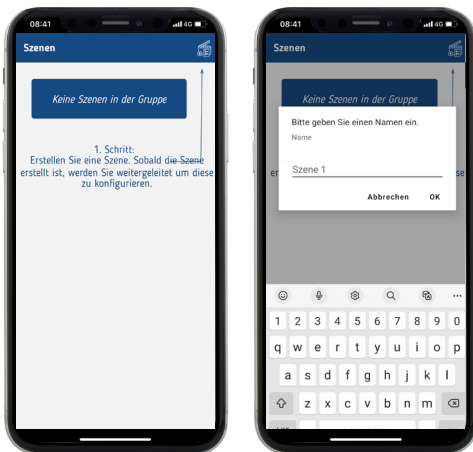 08:41
4G
Szenen
Keine Szenen in der Gruppe
1. Schritt:
Erstellen Sie eine Szene. Sobald die Szene
erstellt ist, werden Sie weitergeleitet um diese
zu konfigurieren.
08:41
4G
Szenen
Keine Szenen in der Gruppe
Bitte geben Sie einen Namen ein.
Name
Szene 1
Abbrechen OK
1 2 3 4 5 6 7 8 9 0
q w e r t y u i o p
a s d f g h j k l
z x c v b n m